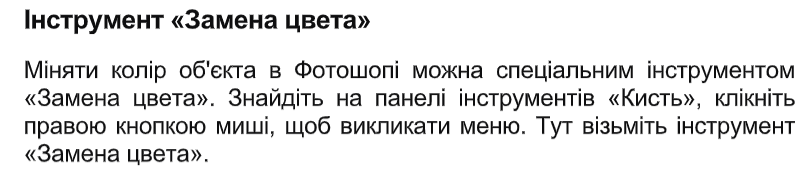 Інструмент «Замена цвета»
Міняти колір об'єкта в Фотошопі можна спеціальним інструментом
«Замена цвета». Знайдіть на панелі інструментів «Кисть», клікніть
правою кнопкою миші, щоб викликати меню. Тут візьміть інструмент
«Замена цвета».